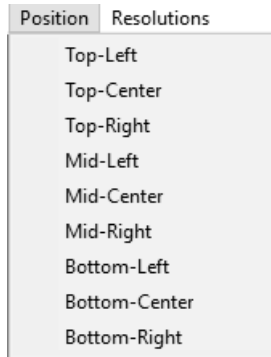 Position Resolutions
Top-Left
Top-Center
Top-Right
Mid-Left
Mid-Center
Mid-Right
Bottom-Left
Bottom-Center
Bottom-Right